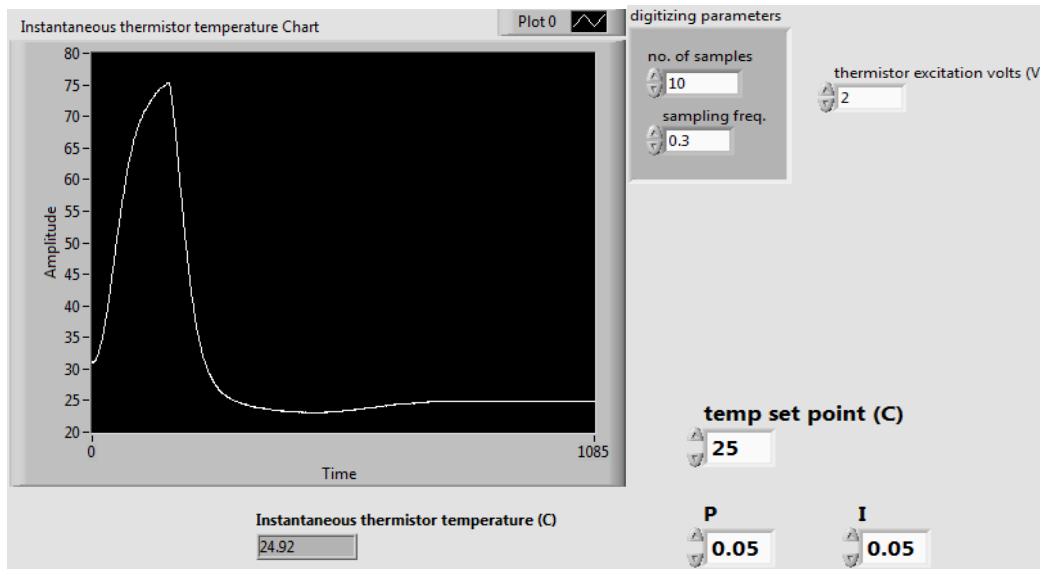 Instantaneous thermistor temperature Chart
Plot 0
80
75
70
65
60
55
50
45
40
35
30
25
20
Amplitude
0
1085
Time
Instantaneous thermistor temperature (C)
24.92
digitizing parameters
no. of samples
10
sampling freq.
0.3
thermistor excitation volts (V
2
temp set point (C)
25
P
I
0.05
0.05